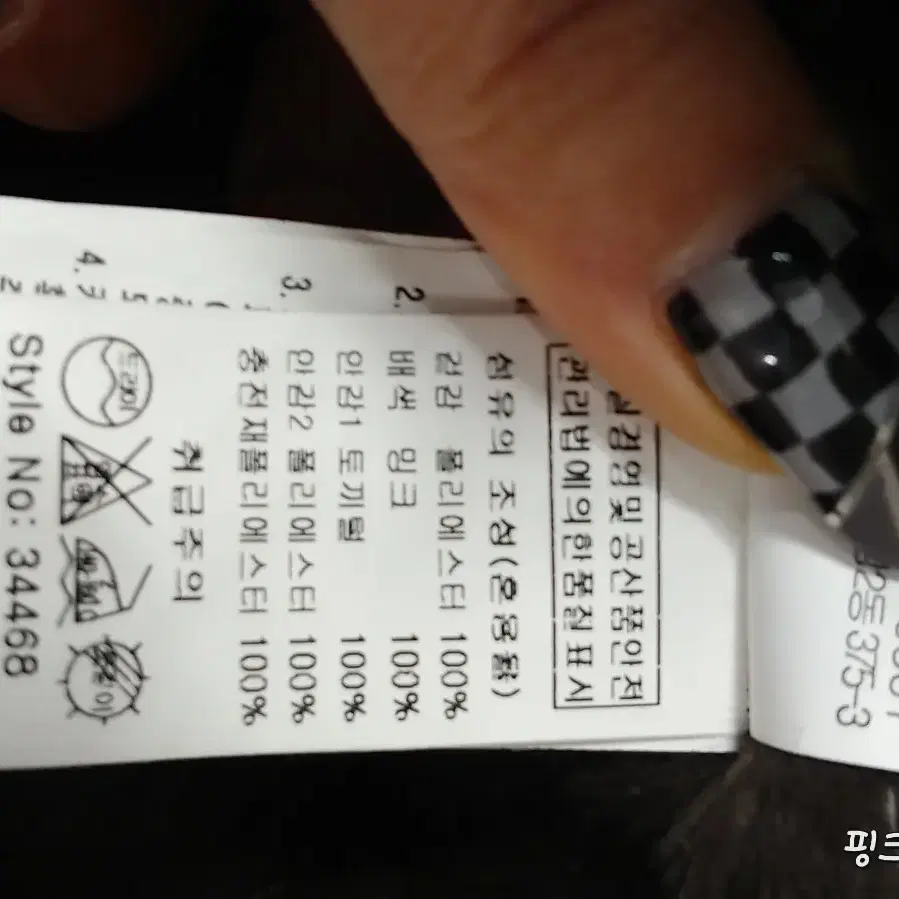 경영및공산품안전
관리법에의한품질표시
섬유의 조성(혼용율)
겉감 폴리에스터 100%
배색 밍크 100%
안감1 토끼털 100%
안감2 폴리에스터 100%
충전재폴리에스터 100%
취급주의
드라이
Style No: 34468
2.
3.
4.
375-3
핑크